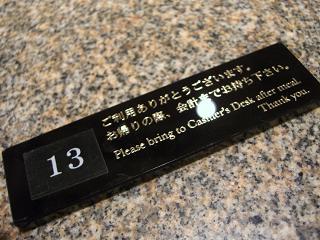 ご利用ありがとうございます。
お帰りの際、会計までお持ち下さい。
Please bring to Cashier's Desk after meal.
Thank you.
13